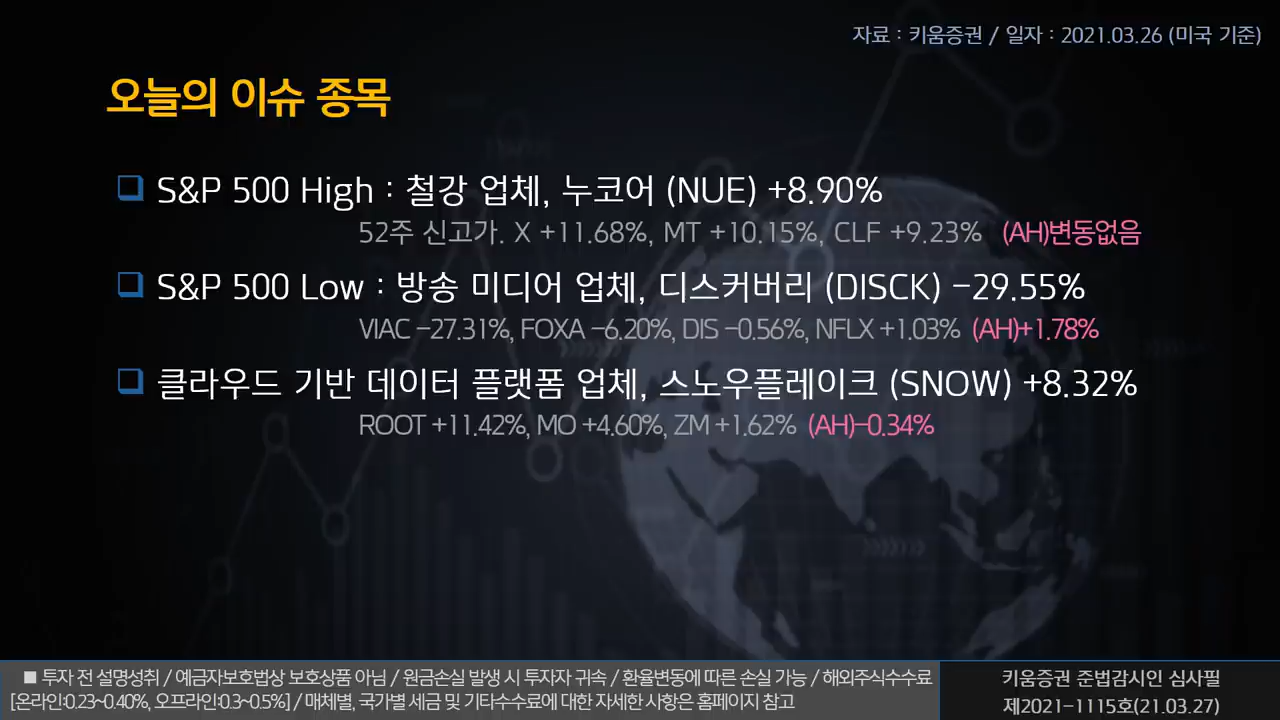 자료 : 키움증권 / 일자 : 2021.03.26 (미국 기준)
오늘의 이슈 종목
S&P 500 High : 철강 업체, 누코어 (NUE) +8.90%
52주 신고가. X +11.68%, MT +10.15%, CLF +9.23% (AH)변동없음
S&P 500 Low : 방송 미디어 업체, 디스커버리 (DISCK) -29.55%
VIAC -27.31%, FOXA -6.20%, DIS -0.56%, NFLX +1.03% (AH)+1.78%
클라우드 기반 데이터 플랫폼 업체, 스노우플레이크 (SNOW) +8.32%
ROOT +11.42%, MO +4.60%, ZM +1.62% (AH)-0.34%
■ 투자 전 설명성취 / 예금자보호법상 보호상품 아님 / 원금손실 발생 시 투자자 귀속 / 환율변동에 따른 손실 가능 / 해외주식수수료
[온라인:0.23~0.40%, 오프라인:0.3~0.5%] / 매체별, 국가별 세금 및 기타수수료에 대한 자세한 사항은 홈페이지 참고
키움증권 준법감시인 심사필
제2021-1115호(21.03.27)